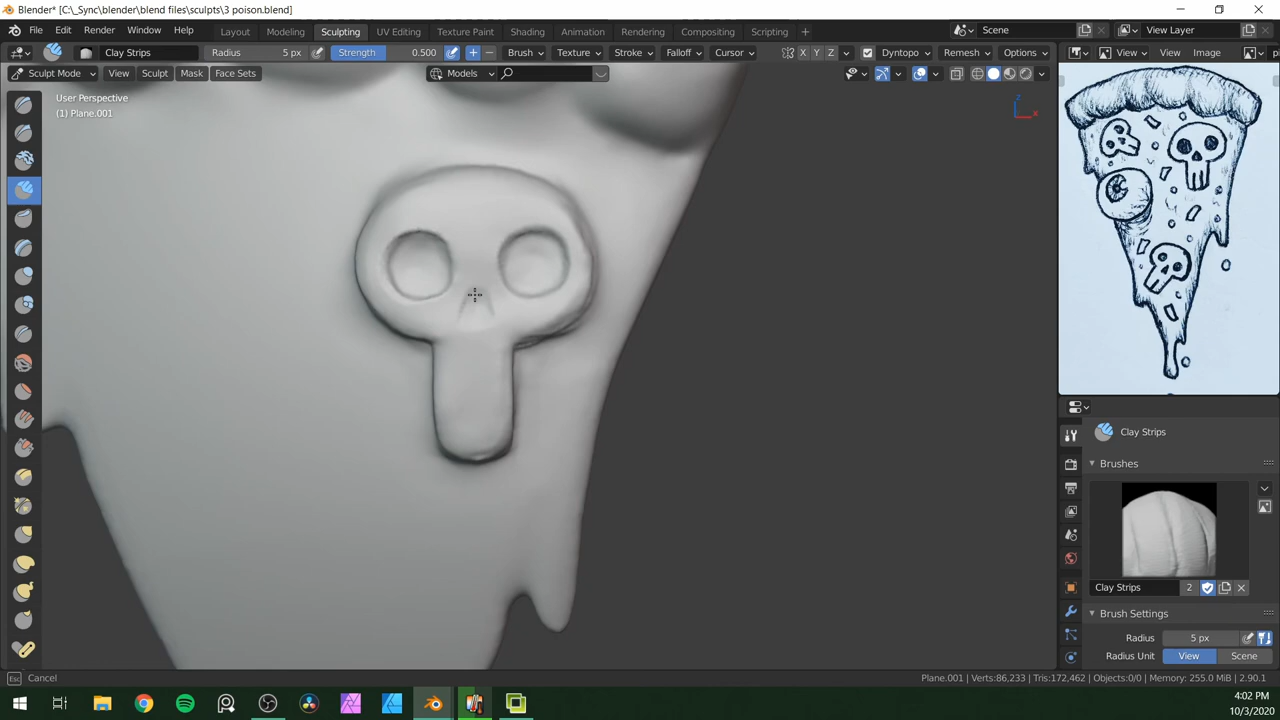 Blender* [C:\_Sync\blender\blend files\sculpts\3 poison.blend]
File Edit Render Window Help Layout Modeling Sculpting UV Editing Texture Paint Shading Animation Rendering Compositing Scripting + Scene View Layer
Clay Strips Radius 5 px Strength 0.500 Brush Texture Stroke Falloff Cursor X Y Z Dyntopo Remesh Options View Image
Sculpt Mode View Sculpt Mask Face Sets Models
User Perspective
(1) Plane.001
Z
X
Clay Strips
Brushes
Clay Strips 2
Brush Settings
Radius 5 px
Radius Unit View Scene
Esc Cancel Plane.001 | Verts:86,233 | Tris:172,462 | Objects:0/0 | Memory: 255.0 MiB | 2.90.1
4:02 PM
10/3/2020